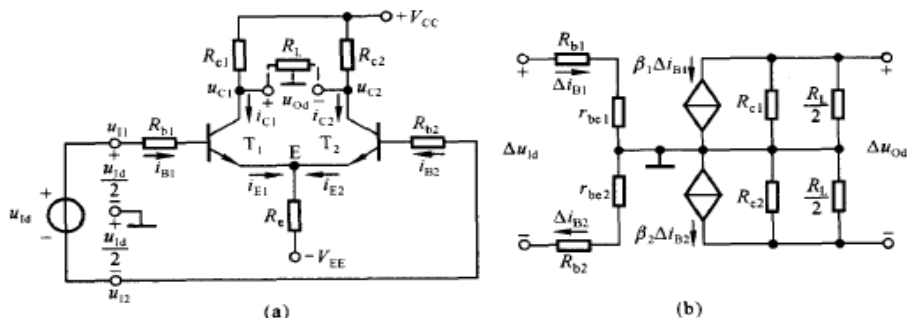 +V_CC
R_c1
R_L
R_c2
u_C1
+
u_Od
−
u_C2
i_C1
i_C2
u_I1
R_b1
T_1
T_2
R_b2
+
u_Id/2
−
i_B1
E
i_B2
i_E1
i_E2
+
u_Id
−
+
u_Id/2
−
R_e
−V_EE
u_I2
(a)
R_b1
+
Δi_B1
β_1Δi_B1
+
r_be1
R_c1
R_L/2
Δu_Id
Δu_Od
r_be2
R_c2
R_L/2
Δi_B2
−
R_b2
β_2Δi_B2
−
(b)